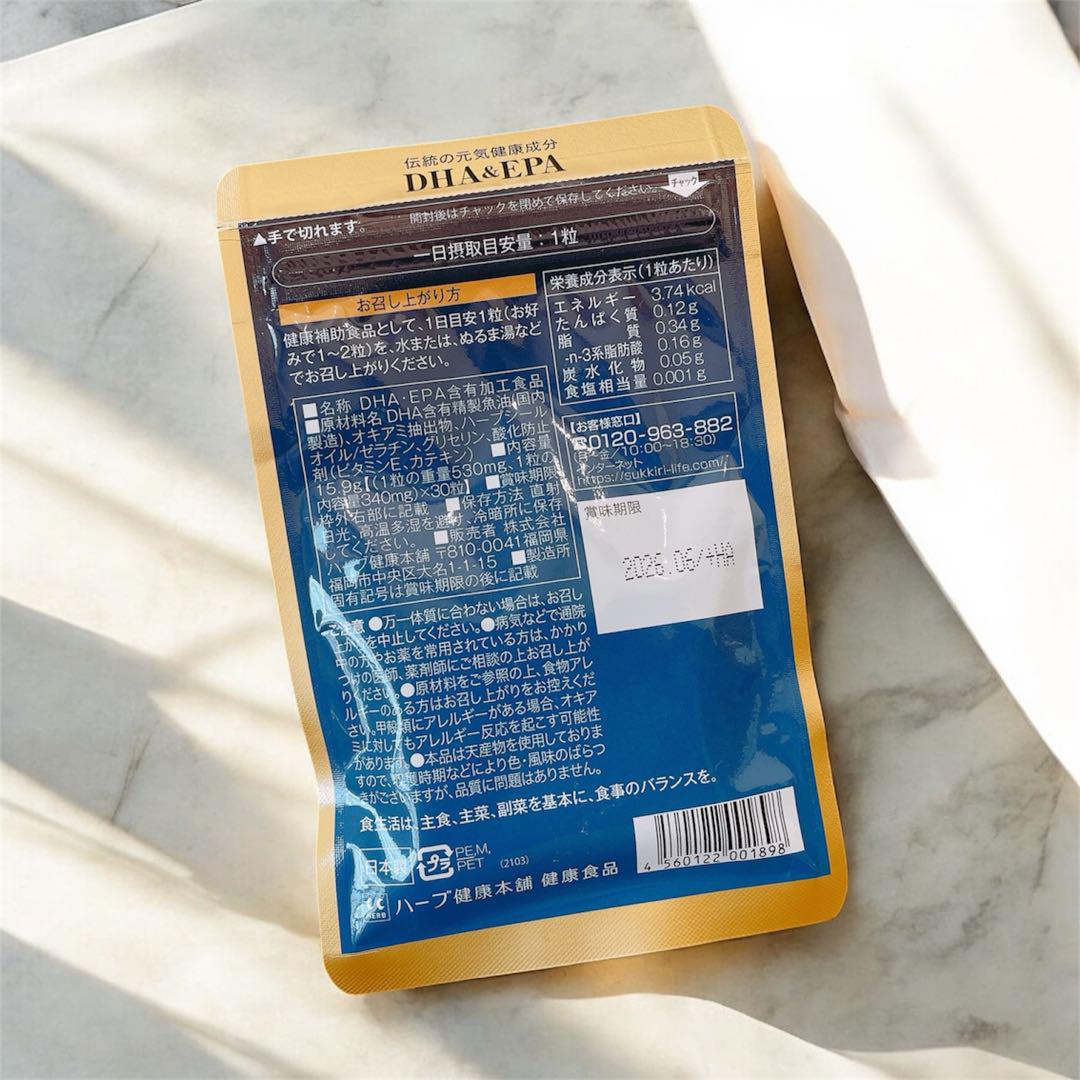 伝統の元気健康成分
DHA&EPA
開封後はチャックを閉めて保存してください。
チャック
▲手で切れます。
一日摂取目安量：1粒
お召し上がり方
健康補助食品として、1日目安1粒(お好
みで1〜2粒)を、水または、ぬるま湯など
でお召し上がりください。
栄養成分表示(1粒あたり)
エネルギー 3.74kcal
たんぱく質 0.12g
脂質 0.34g
-n-3系脂肪酸 0.16g
炭水化物 0.05g
食塩相当量 0.001g
■名称 DHA・EPA含有加工食品
■原材料名 DHA含有精製魚油(国内
製造)、オキアミ抽出物、ハープシール
オイル/ゼラチン、グリセリン、酸化防止
剤(ビタミンE、カテキン) ■内容量
15.9g【(1粒の重量530mg、1粒の
内容量340mg)×30粒】 ■賞味期限
枠外右部に記載 ■保存方法 直射
日光、高温多湿を避け、冷暗所に保存
してください。 ■販売者 株式会社
ハーブ健康本舗 〒810-0041福岡県
福岡市中央区大名1-1-15 ■製造所
固有記号は賞味期限の後に記載
【お客様窓口】
0120-963-882
(月〜金/10:00〜18:30)
インターネット
https://sukkiri-life.com/
賞味期限
2026.06/4HA
ご注意 ●万一体質に合わない場合は、お召し
上がりを中止してください。●病気などで通院
中の方やお薬を常用されている方は、かかり
つけの医師、薬剤師にご相談の上お召し上が
りください。●原材料をご参照の上、食物アレ
ルギーのある方はお召し上がりをお控えくだ
さい。甲殻類にアレルギーがある場合、オキア
ミに対してもアレルギー反応を起こす可能性
があります。●本品は天産物を使用しておりま
すので、収穫時期などにより色・風味のばらつ
きがございますが、品質に問題はありません。
食生活は、主食、主菜、副菜を基本に、食事のバランスを。
日本製
プラ
PE,M,
PET
(2103)
4 560122 001898
HERB
ハーブ健康本舗 健康食品